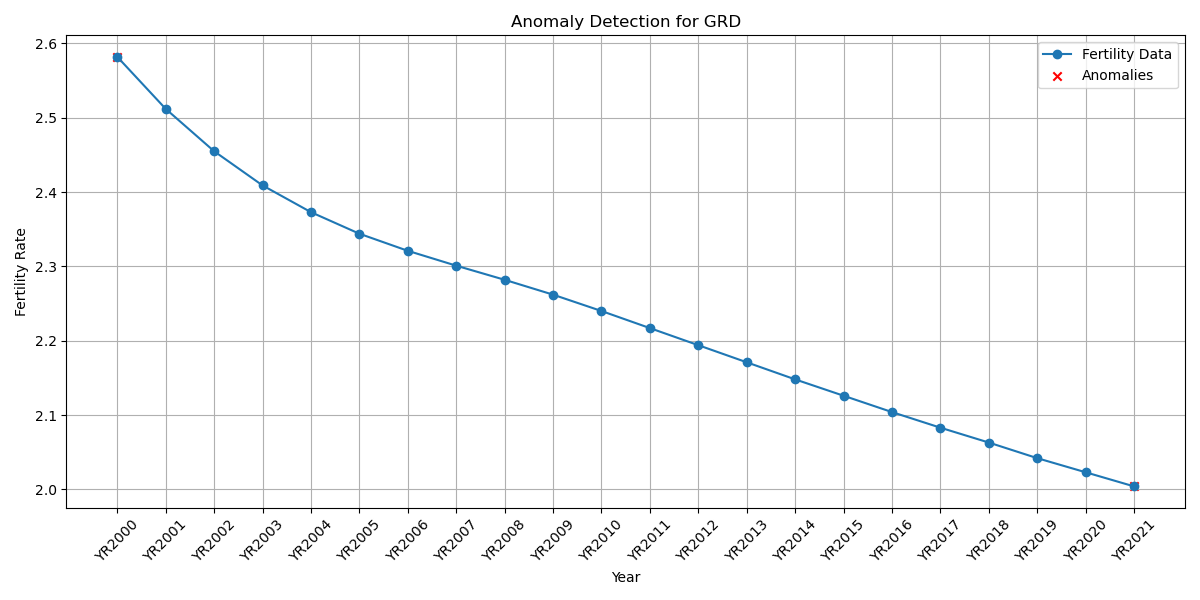 Anomaly Detection for GRD
Fertility Data
Anomalies
Fertility Rate
2.6
2.5
2.4
2.3
2.2
2.1
2.0
YR2000
YR2001
YR2002
YR2003
YR2004
YR2005
YR2006
YR2007
YR2008
YR2009
YR2010
YR2011
YR2012
YR2013
YR2014
YR2015
YR2016
YR2017
YR2018
YR2019
YR2020
YR2021
Year